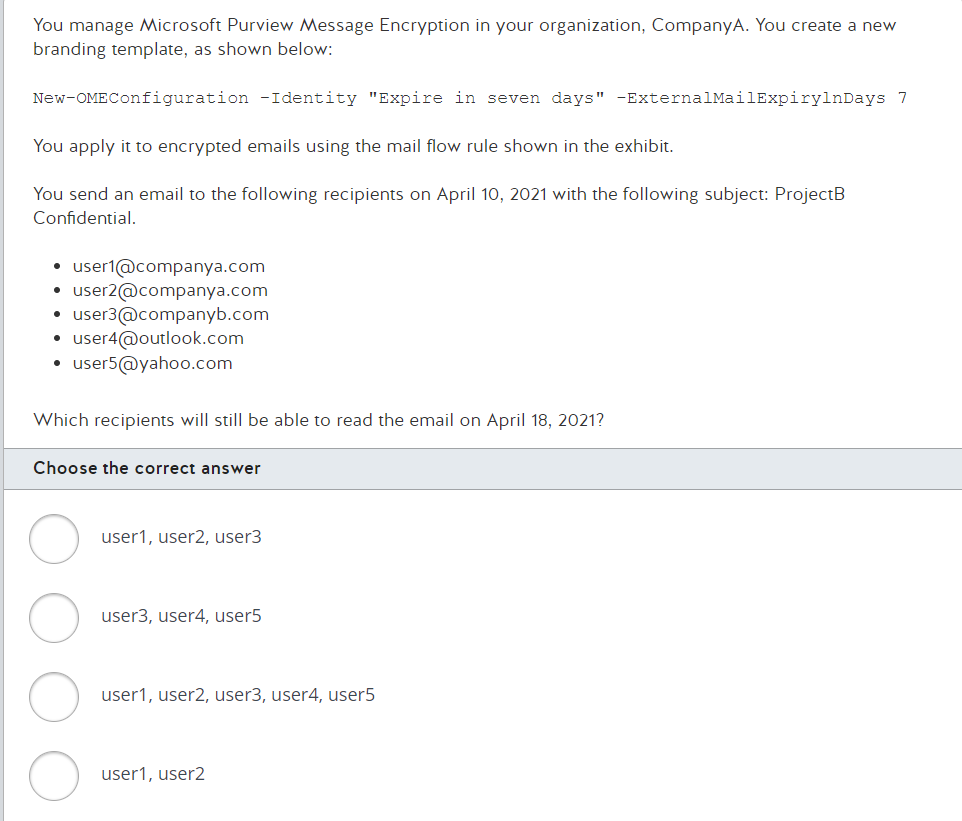 You manage Microsoft Purview Message Encryption in your organization, CompanyA. You create a new
branding template, as shown below:
New-OMEConfiguration -Identity "Expire in seven days" -ExternalMailExpirylnDays 7
You apply it to encrypted emails using the mail flow rule shown in the exhibit.
You send an email to the following recipients on April 10, 2021 with the following subject: ProjectB
Confidential.
• user1@companya.com
• user2@companya.com
• user3@companyb.com
• user4@outlook.com
• user5@yahoo.com
Which recipients will still be able to read the email on April 18, 2021?
Choose the correct answer
user1, user2, user3
user3, user4, user5
user1, user2, user3, user4, user5
user1, user2